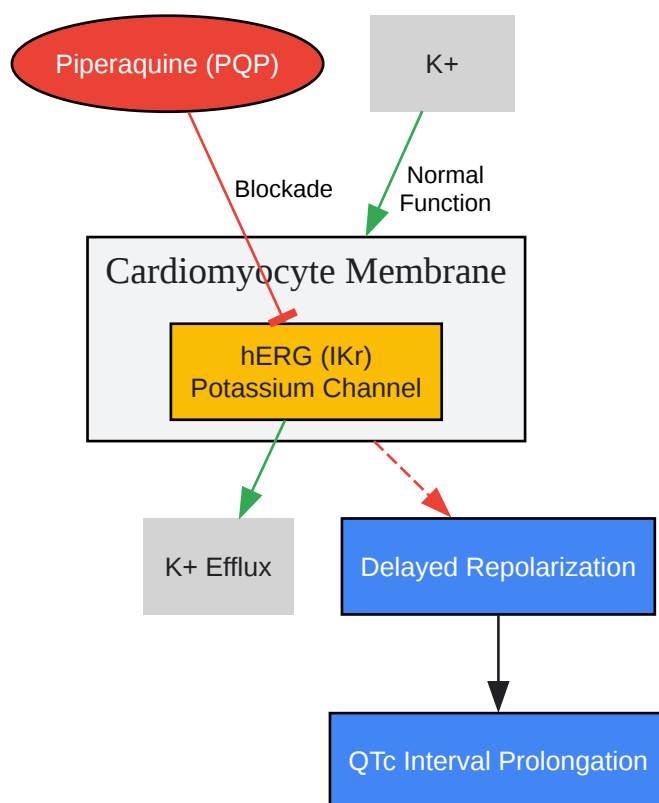 Piperaquine (PQP)
K+
Blockade
Normal
Function
Cardiomyocyte Membrane
hERG (IKr)
Potassium Channel
K+ Efflux
Delayed Repolarization
QTc Interval Prolongation